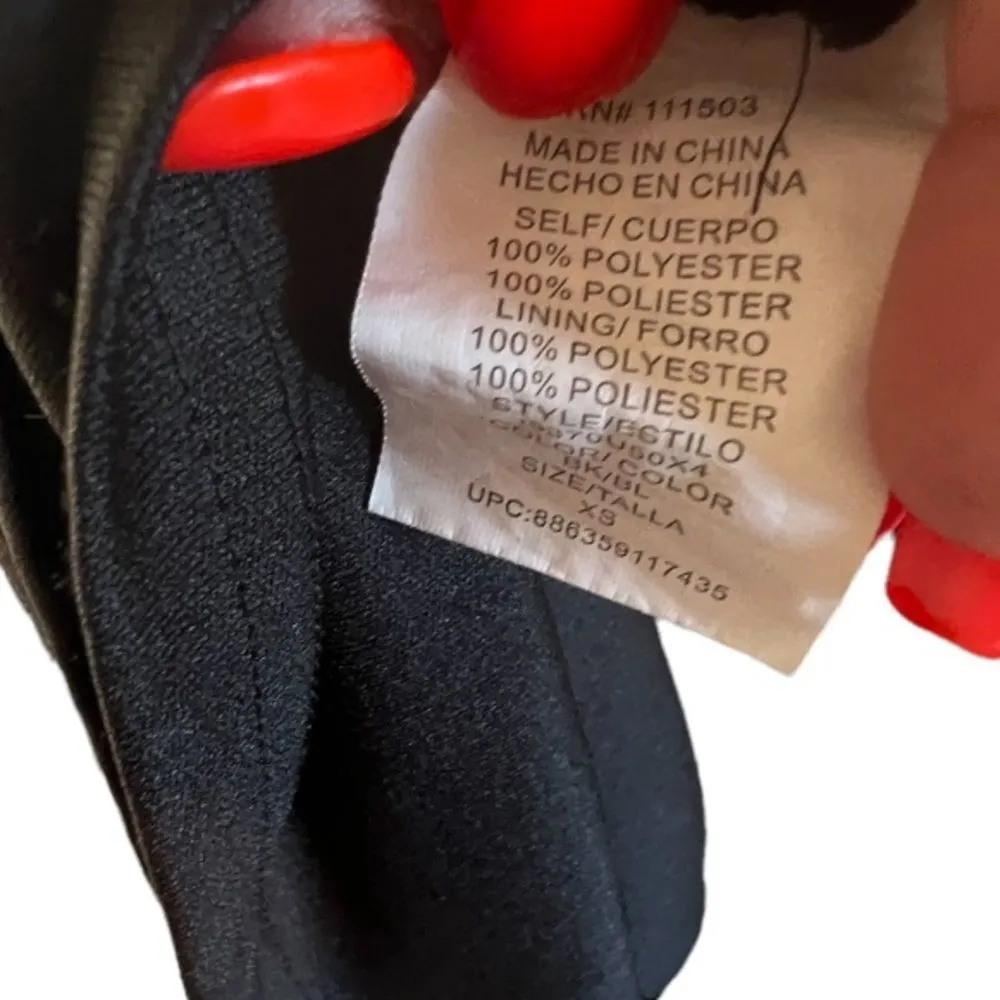 RN# 111503
MADE IN CHINA
HECHO EN CHINA
SELF/ CUERPO
100% POLYESTER
100% POLIESTER
LINING/ FORRO
100% POLYESTER
100% POLIESTER
STYLE/ESTILO
COLOR/ COLOR
BK/BL
SIZE/TALLA
XS
UPC:886359117435